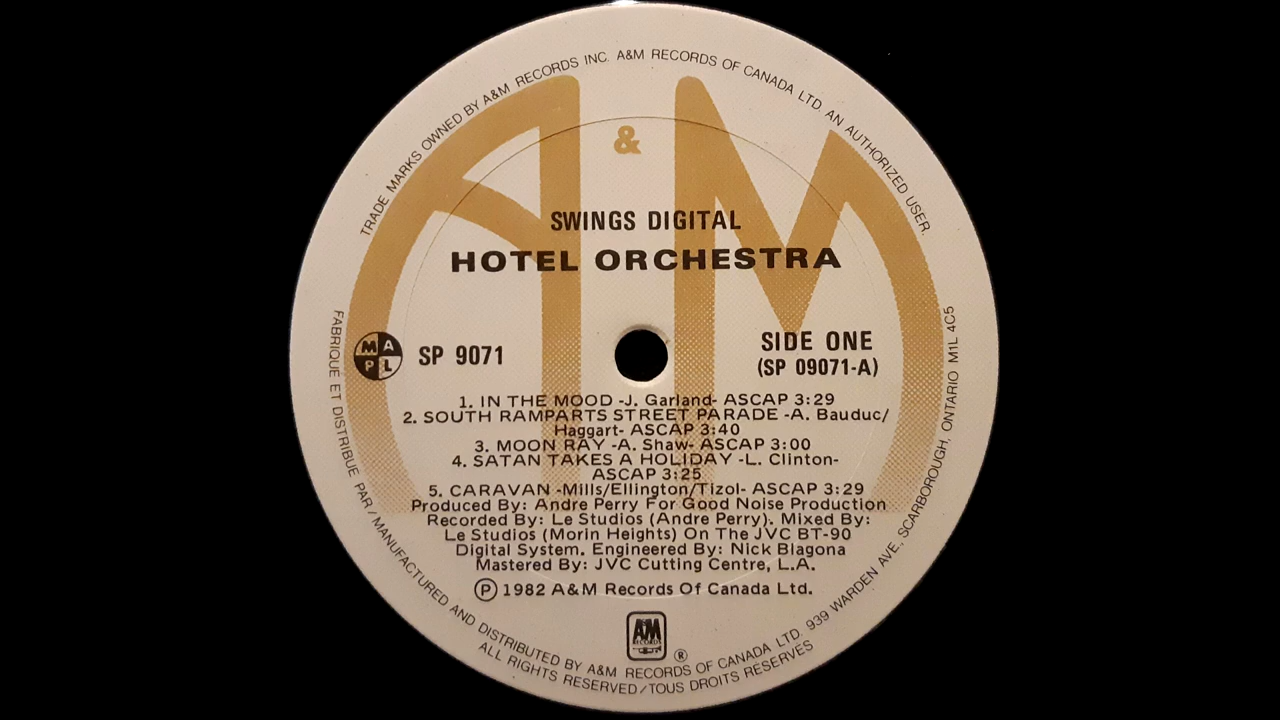 TRADE MARKS OWNED BY A&M RECORDS INC. A&M RECORDS OF CANADA LTD. AN AUTHORIZED USER.
A & M
SWINGS DIGITAL
HOTEL ORCHESTRA
MAPL
SP 9071
SIDE ONE
(SP 09071-A)
1. IN THE MOOD -J. Garland- ASCAP 3:29
2. SOUTH RAMPARTS STREET PARADE -A. Bauduc/
Haggart- ASCAP 3:40
3. MOON RAY -A. Shaw- ASCAP 3:00
4. SATAN TAKES A HOLIDAY -L. Clinton-
ASCAP 3:25
5. CARAVAN -Mills/Ellington/Tizol- ASCAP 3:29
Produced By: Andre Perry For Good Noise Production
Recorded By: Le Studios (Andre Perry). Mixed By:
Le Studios (Morin Heights) On The JVC BT-90
Digital System. Engineered By: Nick Blagona
Mastered By: JVC Cutting Centre, L.A.
℗ 1982 A&M Records Of Canada Ltd.
A&M
RECORDS
®
FABRIQUE ET DISTRIBUE PAR / MANUFACTURED AND DISTRIBUTED BY A&M RECORDS OF CANADA LTD. 939 WARDEN AVE., SCARBOROUGH, ONTARIO M1L 4C5
ALL RIGHTS RESERVED/TOUS DROITS RESERVES